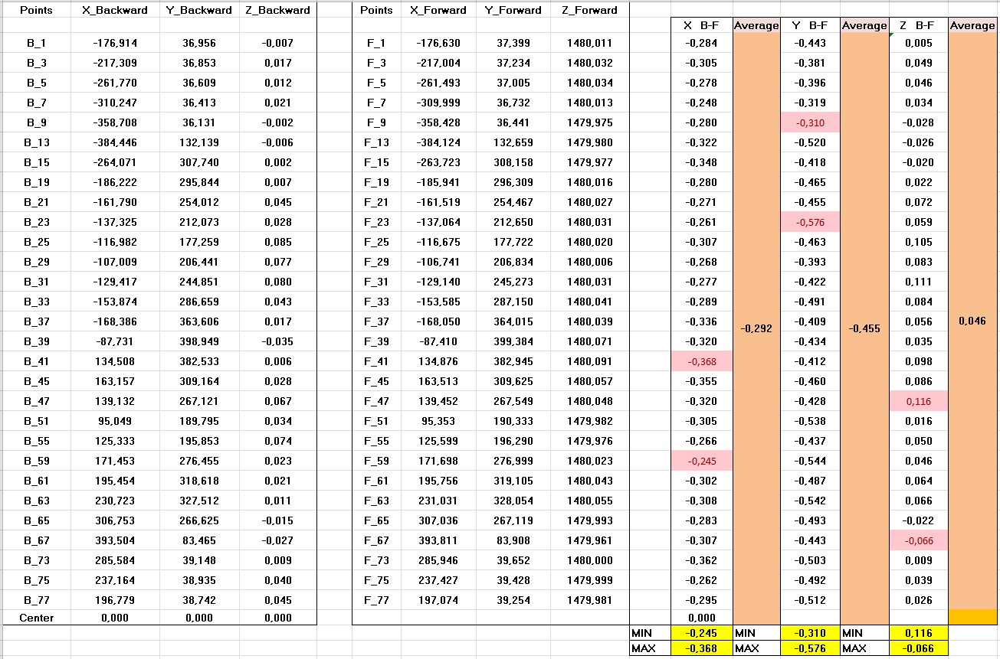 Points X_Backward Y_Backward Z_Backward Points X_Forward Y_Forward Z_Forward
X B-F Average Y B-F Average Z B-F Average
B_1 -176,914 36,956 -0,007 F_1 -176,630 37,399 1480,011 -0,284 -0,443 0,005
B_3 -217,309 36,853 0,017 F_3 -217,004 37,234 1480,032 -0,305 -0,381 0,049
B_5 -261,770 36,609 0,012 F_5 -261,493 37,005 1480,034 -0,278 -0,396 0,046
B_7 -310,247 36,413 0,021 F_7 -309,999 36,732 1480,013 -0,248 -0,319 0,034
B_9 -358,708 36,131 -0,002 F_9 -358,428 36,441 1479,975 -0,280 -0,310 -0,028
B_13 -384,446 132,139 -0,006 F_13 -384,124 132,659 1479,980 -0,322 -0,520 -0,026
B_15 -264,071 307,740 0,002 F_15 -263,723 308,158 1479,977 -0,348 -0,418 -0,020
B_19 -186,222 295,844 0,007 F_19 -185,941 296,309 1480,016 -0,280 -0,465 0,022
B_21 -161,790 254,012 0,045 F_21 -161,519 254,467 1480,027 -0,271 -0,455 0,072
B_23 -137,325 212,073 0,028 F_23 -137,064 212,650 1480,031 -0,261 -0,576 0,059
B_25 -116,982 177,259 0,085 F_25 -116,675 177,722 1480,020 -0,307 -0,463 0,105
B_29 -107,009 206,441 0,077 F_29 -106,741 206,834 1480,006 -0,268 -0,393 0,083
B_31 -129,417 244,851 0,080 F_31 -129,140 245,273 1480,031 -0,277 -0,422 0,111
B_33 -153,874 286,659 0,043 F_33 -153,585 287,150 1480,041 -0,289 -0,491 0,084
B_37 -168,386 363,606 0,017 F_37 -168,050 364,015 1480,039 -0,336 -0,292 -0,409 -0,455 0,056 0,046
B_39 -87,731 398,949 -0,035 F_39 -87,410 399,384 1480,071 -0,320 -0,434 0,035
B_41 134,508 382,533 0,006 F_41 134,876 382,945 1480,091 -0,368 -0,412 0,098
B_45 163,157 309,164 0,028 F_45 163,513 309,625 1480,057 -0,355 -0,460 0,086
B_47 139,132 267,121 0,067 F_47 139,452 267,549 1480,048 -0,320 -0,428 0,116
B_51 95,049 189,795 0,034 F_51 95,353 190,333 1479,982 -0,305 -0,538 0,016
B_55 125,333 195,853 0,074 F_55 125,599 196,290 1479,976 -0,266 -0,437 0,050
B_59 171,453 276,455 0,023 F_59 171,698 276,999 1480,023 -0,245 -0,544 0,046
B_61 195,454 318,618 0,021 F_61 195,756 319,105 1480,043 -0,302 -0,487 0,064
B_63 230,723 327,512 0,011 F_63 231,031 328,054 1480,055 -0,308 -0,542 0,066
B_65 306,753 266,625 -0,015 F_65 307,036 267,119 1479,993 -0,283 -0,493 -0,022
B_67 393,504 83,465 -0,027 F_67 393,811 83,908 1479,961 -0,307 -0,443 -0,066
B_73 285,584 39,148 0,009 F_73 285,946 39,652 1480,000 -0,362 -0,503 0,009
B_75 237,164 38,935 0,040 F_75 237,427 39,428 1479,999 -0,262 -0,492 0,039
B_77 196,779 38,742 0,045 F_77 197,074 39,254 1479,981 -0,295 -0,512 0,026
Center 0,000 0,000 0,000 0,000
MIN -0,245 MIN -0,310 MIN 0,116
MAX -0,368 MAX -0,576 MAX -0,066